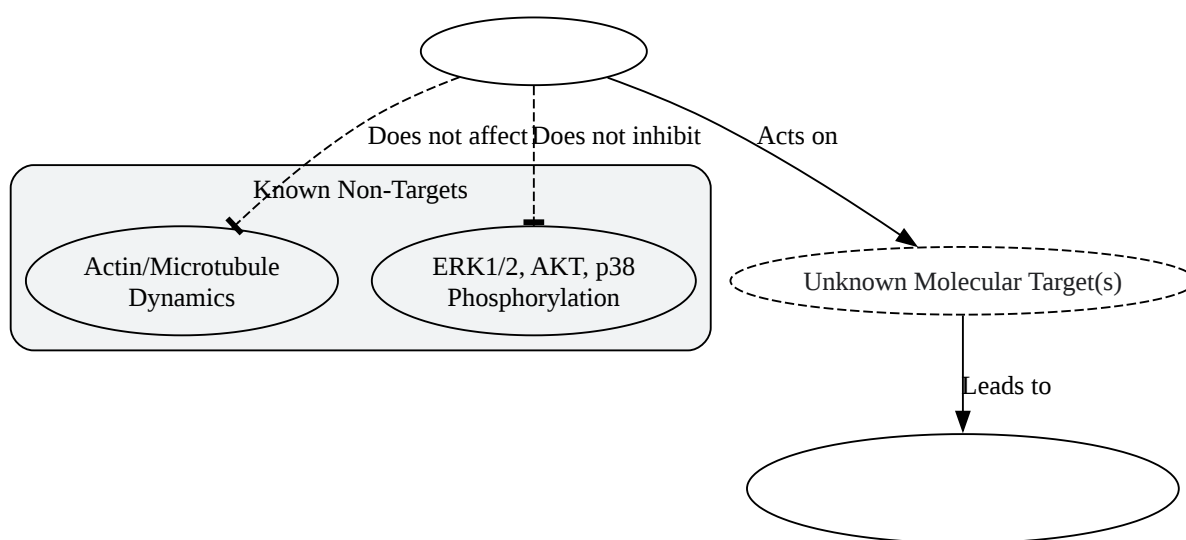 Does not affect
Does not inhibit
Acts on
Known Non-Targets
Actin/Microtubule
Dynamics
ERK1/2, AKT, p38
Phosphorylation
Unknown Molecular Target(s)
Leads to